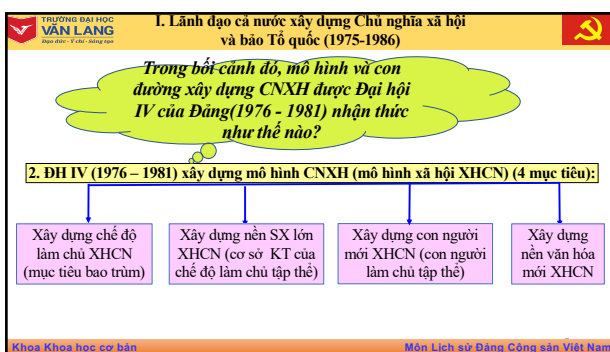 TRƯỜNG ĐẠI HỌC
VĂN LANG
Đạo đức - Ý chí - Sáng tạo
I. Lãnh đạo cả nước xây dựng Chủ nghĩa xã hội
và bảo Tổ quốc (1975-1986)
Trong bối cảnh đó, mô hình và con
đường xây dựng CNXH được Đại hội
IV của Đảng(1976 - 1981) nhận thức
như thế nào?
2. ĐH IV (1976 – 1981) xây dựng mô hình CNXH (mô hình xã hội XHCN) (4 mục tiêu):
Xây dựng chế độ
làm chủ XHCN
(mục tiêu bao trùm)
Xây dựng nền SX lớn
XHCN (cơ sở KT của
chế độ làm chủ tập thể)
Xây dựng con người
mới XHCN (con người
làm chủ tập thể)
Xây dựng
nền văn hóa
mới XHCN
Khoa Khoa học cơ bản
Môn Lịch sử Đảng Cộng sản Việt Nam